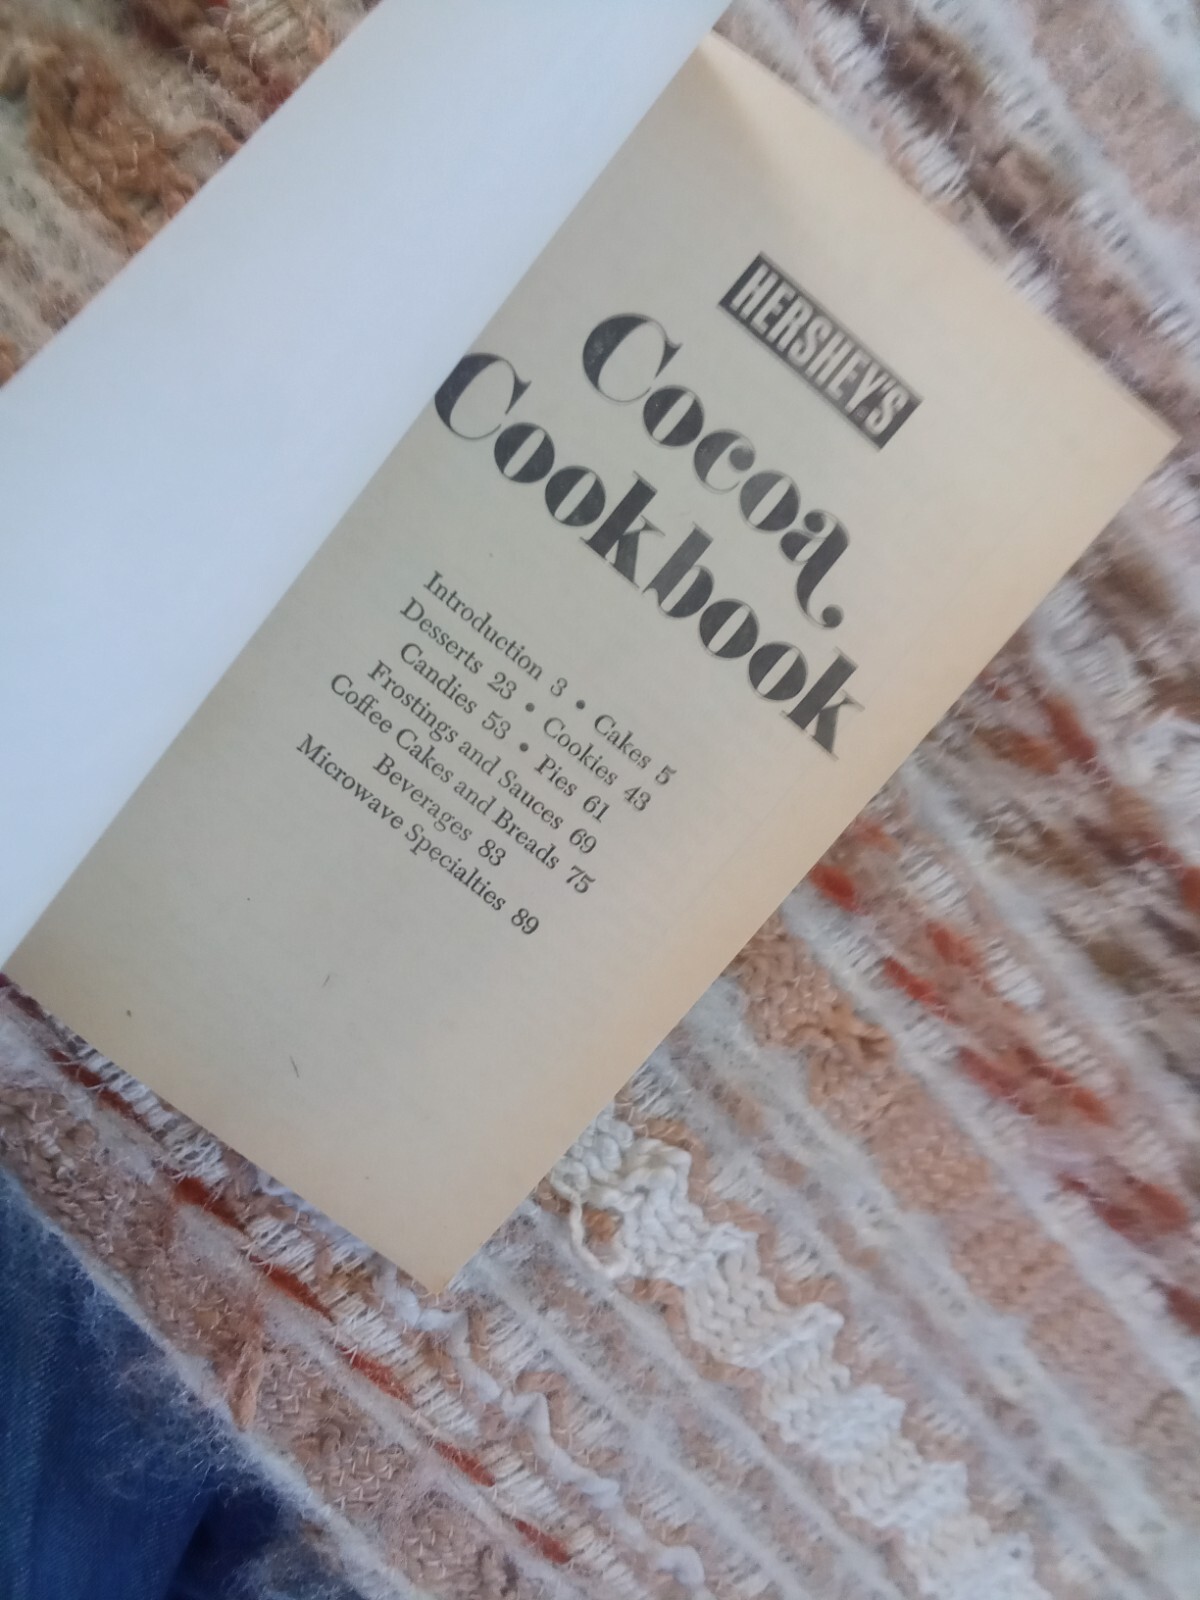 HERSHEY'S
Cocoa
Cookbook
Introduction 3 • Cakes 5
Desserts 23 • Cookies 43
Candies 53 • Pies 61
Frostings and Sauces 69
Coffee Cakes and Breads 75
Beverages 83
Microwave Specialties 89